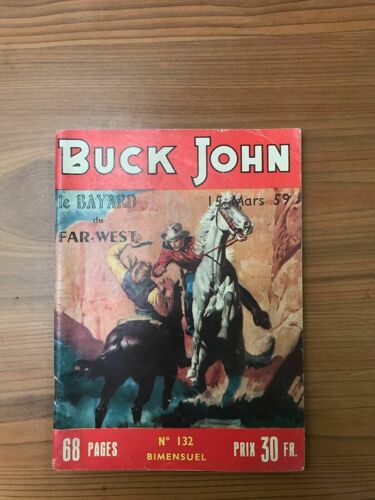 BUCK JOHN
le BAYARD
du
FAR-WEST
15 Mars 59
68 PAGES
N° 132
BIMENSUEL
PRIX 30 FR.